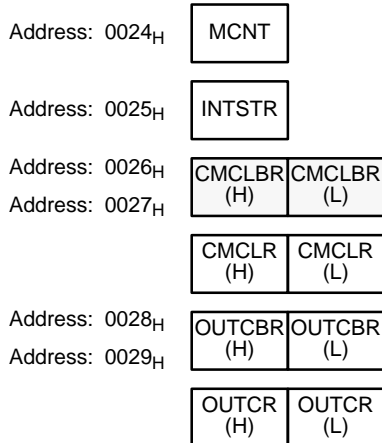 Address: 0024H MCNT
Address: 0025H INTSTR
Address: 0026H
Address: 0027H
CMCLBR (H) CMCLBR (L)
CMCLR (H) CMCLR (L)
Address: 0028H
Address: 0029H
OUTCBR (H) OUTCBR (L)
OUTCR (H) OUTCR (L)